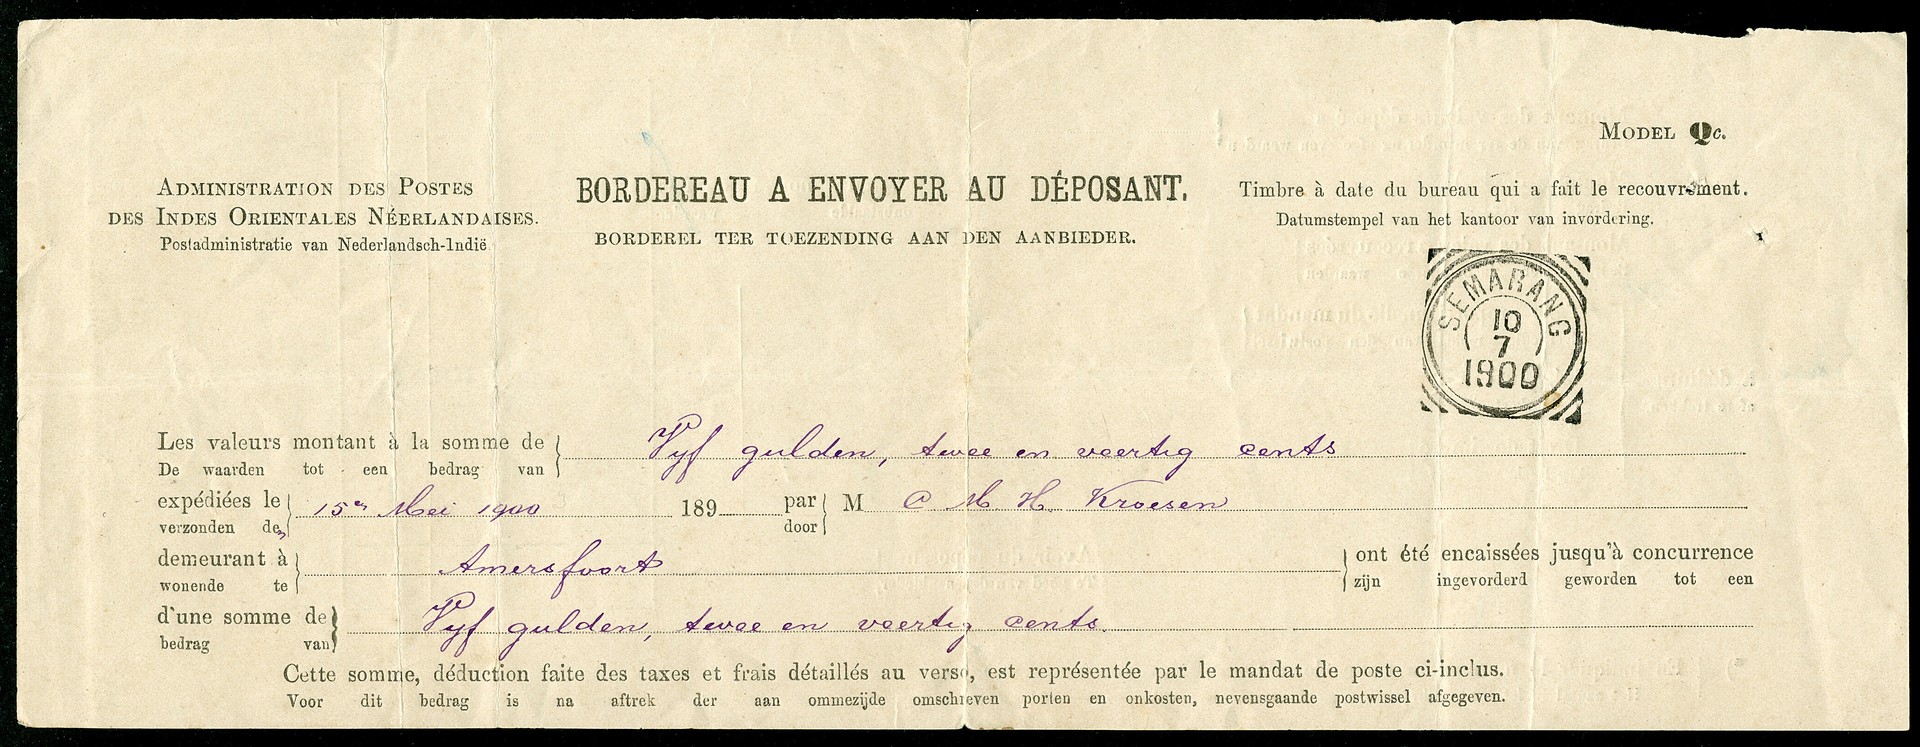 MODEL Qc.
ADMINISTRATION DES POSTES
DES INDES ORIENTALES NÉERLANDAISES.
Postadministratie van Nederlandsch-Indië
BORDEREAU A ENVOYER AU DÉPOSANT.
BORDEREL TER TOEZENDING AAN DEN AANBIEDER.
Timbre à date du bureau qui a fait le recouvrement.
Datumstempel van het kantoor van invordering.
SEMARANG
10
7
1900
Les valeurs montant à la somme de } Vyf gulden, twee en veertig cents
De waarden tot een bedrag van
expédiées le } 15en Mei 1900 189 par } M C M. H. Kroesen
verzonden den door
demeurant à } Amersfoort } ont été encaissées jusqu'à concurrence
wonende te zijn ingevorderd geworden tot een
d'une somme de } Vyf gulden, twee en veertig cents.
bedrag van
Cette somme, déduction faite des taxes et frais détaillés au verso, est représentée par le mandat de poste ci-inclus.
Voor dit bedrag is na aftrek der aan ommezijde omschreven porten en onkosten, nevensgaande postwissel afgegeven.